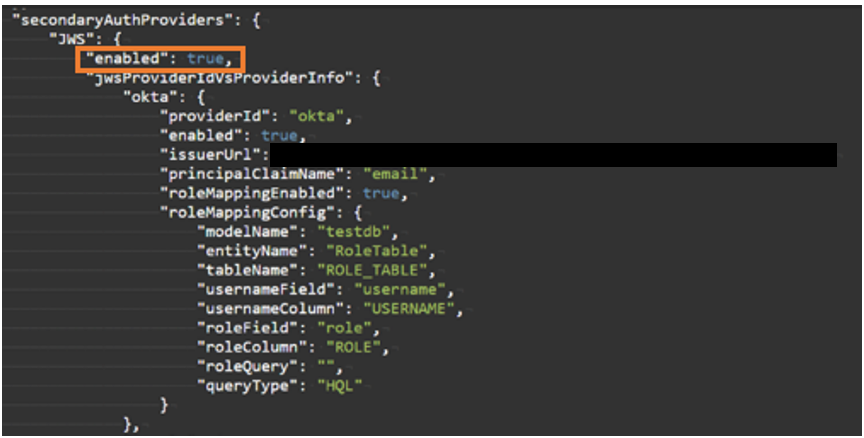 "secondaryAuthProviders": {
"JWS": {
"enabled": true,
"jwsProviderIdVsProviderInfo": {
"okta": {
"providerId": "okta",
"enabled": true,
"issuerUrl":
"principalClaimName": "email",
"roleMappingEnabled": true,
"roleMappingConfig": {
"modelName": "testdb",
"entityName": "RoleTable",
"tableName": "ROLE_TABLE",
"usernameField": "username",
"usernameColumn": "USERNAME",
"roleField": "role",
"roleColumn": "ROLE",
"roleQuery": "",
"queryType": "HQL"
}
},